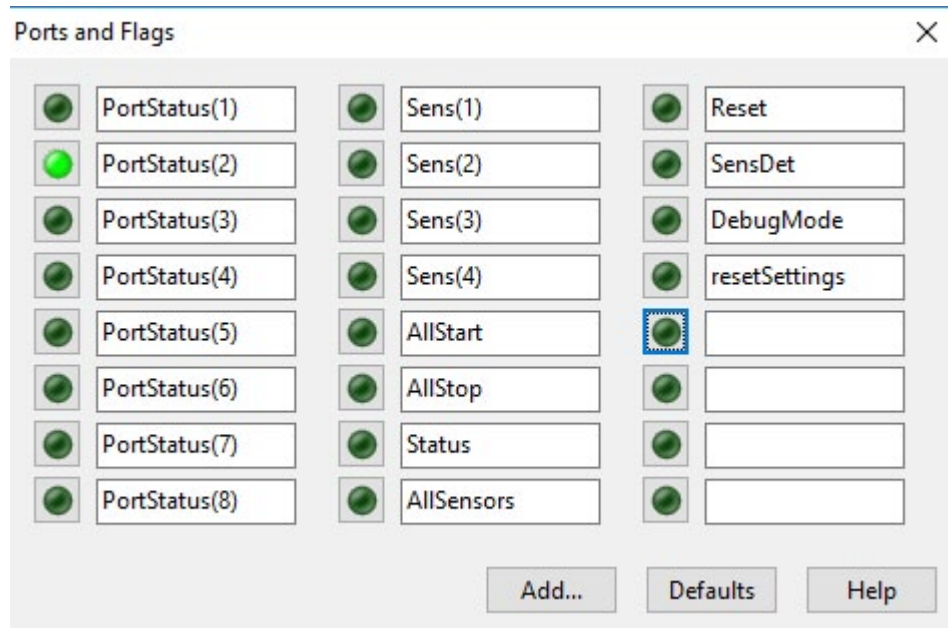 Ports and Flags
PortStatus(1) Sens(1) Reset
PortStatus(2) Sens(2) SensDet
PortStatus(3) Sens(3) DebugMode
PortStatus(4) Sens(4) resetSettings
PortStatus(5) AllStart
PortStatus(6) AllStop
PortStatus(7) Status
PortStatus(8) AllSensors
Add... Defaults Help